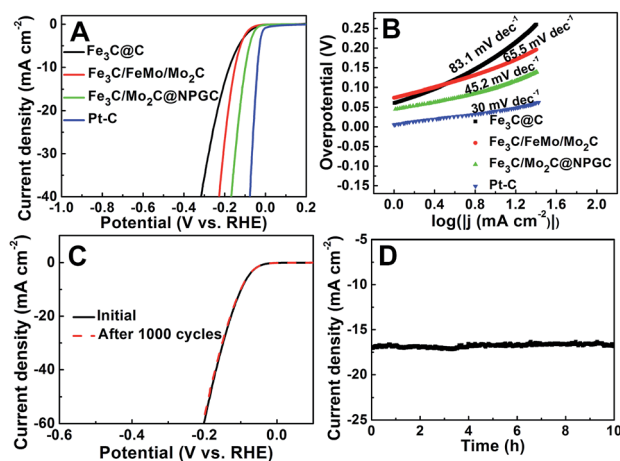 A
Fe₃C@C
Fe₃C/FeMo/Mo₂C
Fe₃C/Mo₂C@NPGC
Pt-C
0
-10
-20
-30
-40
-1.0 -0.8 -0.6 -0.4 -0.2 0.0 0.2
Current density (mA cm⁻²)
Potential (V vs. RHE)
B
83.1 mV dec⁻¹
65.5 mV dec⁻¹
45.2 mV dec⁻¹
30 mV dec⁻¹
Fe₃C@C
Fe₃C/FeMo/Mo₂C
Fe₃C/Mo₂C@NPGC
Pt-C
0.25
0.20
0.15
0.10
0.05
0.00
-0.05
-0.10
-0.15
0.0 0.4 0.8 1.2 1.6 2.0
Overpotential (V)
log(|j (mA cm⁻²)|)
C
Initial
After 1000 cycles
0
-20
-40
-60
-0.6 -0.4 -0.2 0.0
Current density (mA cm⁻²)
Potential (V vs. RHE)
D
-5
-10
-15
-20
-25
0 2 4 6 8 10
Current density (mA cm⁻²)
Time (h)